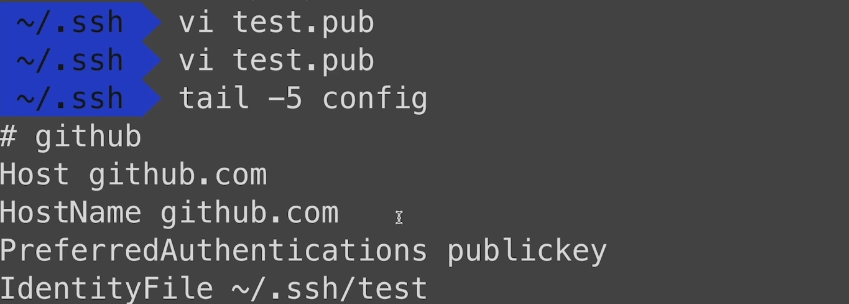 ~/.ssh vi test.pub
~/.ssh vi test.pub
~/.ssh tail -5 config
# github
Host github.com
HostName github.com
PreferredAuthentications publickey
IdentityFile ~/.ssh/test